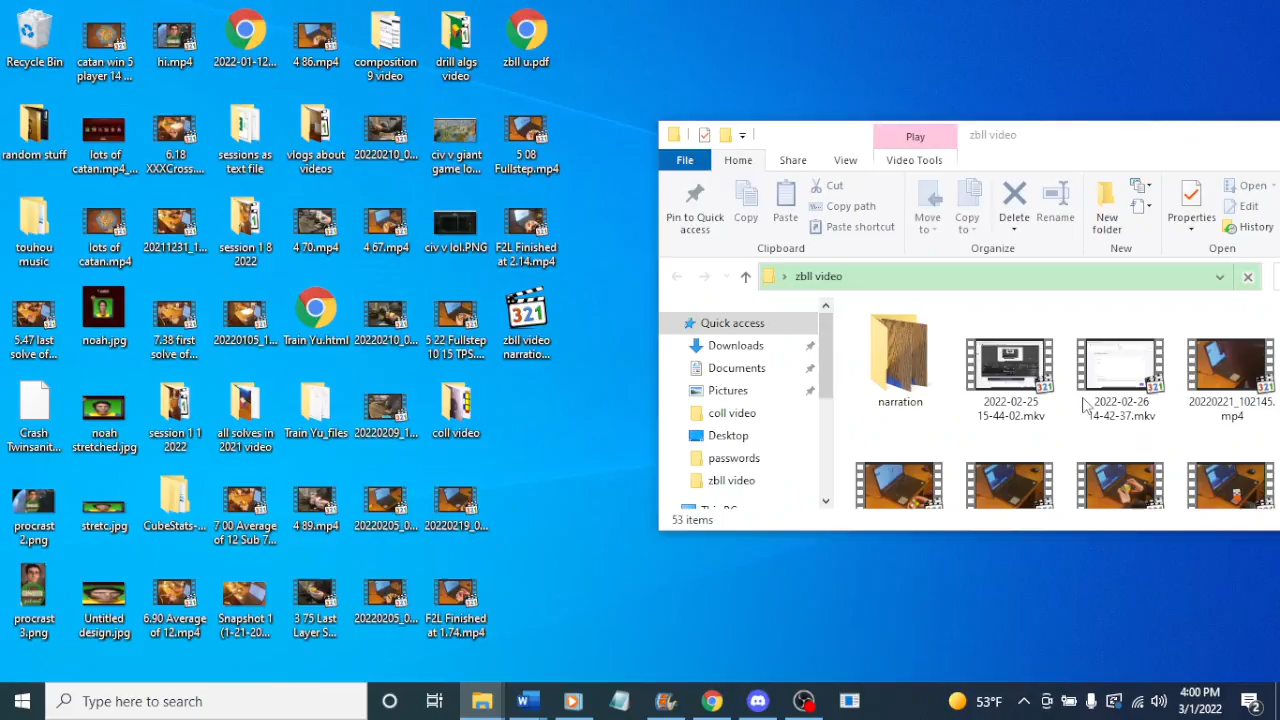 Recycle Bin
catan win 5
player 14 ...
hi.mp4
2022-01-12...
4 86.mp4
composition
9 video
drill algs
video
zbll u.pdf
random stuff
lots of
catan.mp4_...
6.18
XXXCross....
sessions as
text file
vlogs about
videos
20220210_0...
civ v giant
game lo...
5 08
Fullstep.mp4
touhou
music
lots of
catan.mp4
20211231_1...
session 1 8
2022
4 70.mp4
4 67.mp4
civ v lol.PNG
F2L Finished
at 2.14.mp4
5.47 last
solve of...
noah.jpg
7.38 first
solve of...
20220105_1...
Train Yu.html
20220210_0...
5 22 Fullstep
10 15 TPS....
zbll video
narratio...
Crash
Twinsanit...
noah
stretched.jpg
session 1 1
2022
all solves in
2021 video
Train Yu_files
20220209_1...
coll video
procrast
2.png
stretc.jpg
CubeStats-...
7 00 Average
of 12 Sub 7...
4 89.mp4
20220205_0...
20220219_0...
procrast
3.png
Untitled
design.jpg
6.90 Average
of 12.mp4
Snapshot 1
(1-21-20...
3 75 Last
Layer S...
20220205_0...
F2L Finished
at 1.74.mp4
Play
zbll video
File
Home
Share
View
Video Tools
Pin to Quick
access
Copy
Paste
Cut
Copy path
Paste shortcut
Clipboard
Move
to
Copy
to
Delete
Rename
Organize
New
folder
New
Properties
Open
Edit
History
Open
zbll video
Quick access
Downloads
Documents
Pictures
coll video
Desktop
passwords
zbll video
This PC
narration
2022-02-25
15-44-02.mkv
2022-02-26
14-42-37.mkv
20220221_102145.
mp4
53 items
Type here to search
53°F
4:00 PM
3/1/2022
2
321